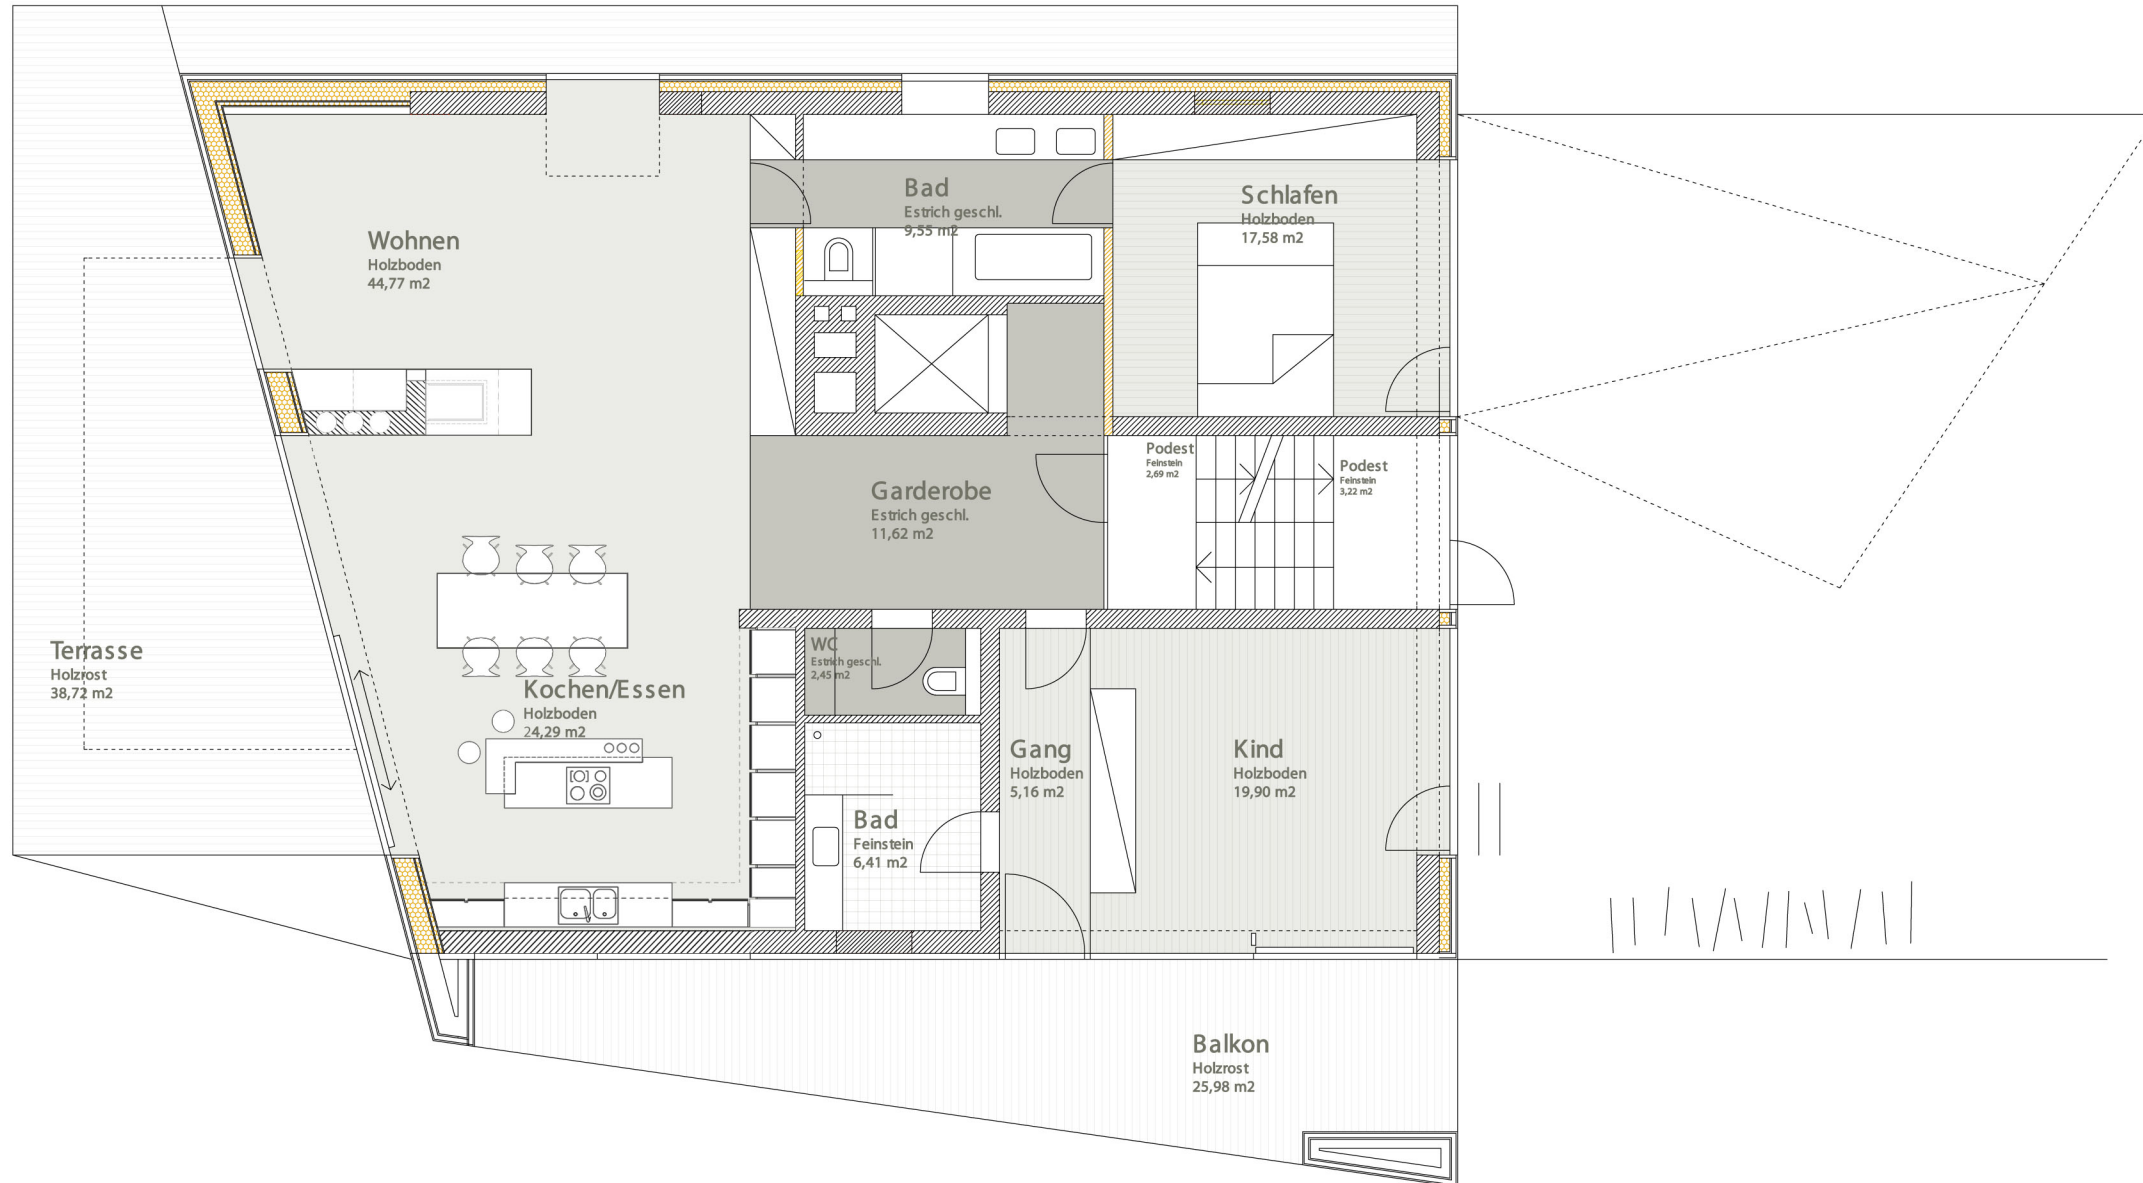 Bad
Estrich geschl.
9,55 m2
Schlafen
Holzboden
17,58 m2
Wohnen
Holzboden
44,77 m2
Podest
Feinstein
2,69 m2
Podest
Feinstein
3,22 m2
Garderobe
Estrich geschl.
11,62 m2
Terrasse
Holzrost
38,72 m2
WC
Estrich geschl.
2,45 m2
Kochen/Essen
Holzboden
24,29 m2
Gang
Holzboden
5,16 m2
Kind
Holzboden
19,90 m2
Bad
Feinstein
6,41 m2
Balkon
Holzrost
25,98 m2